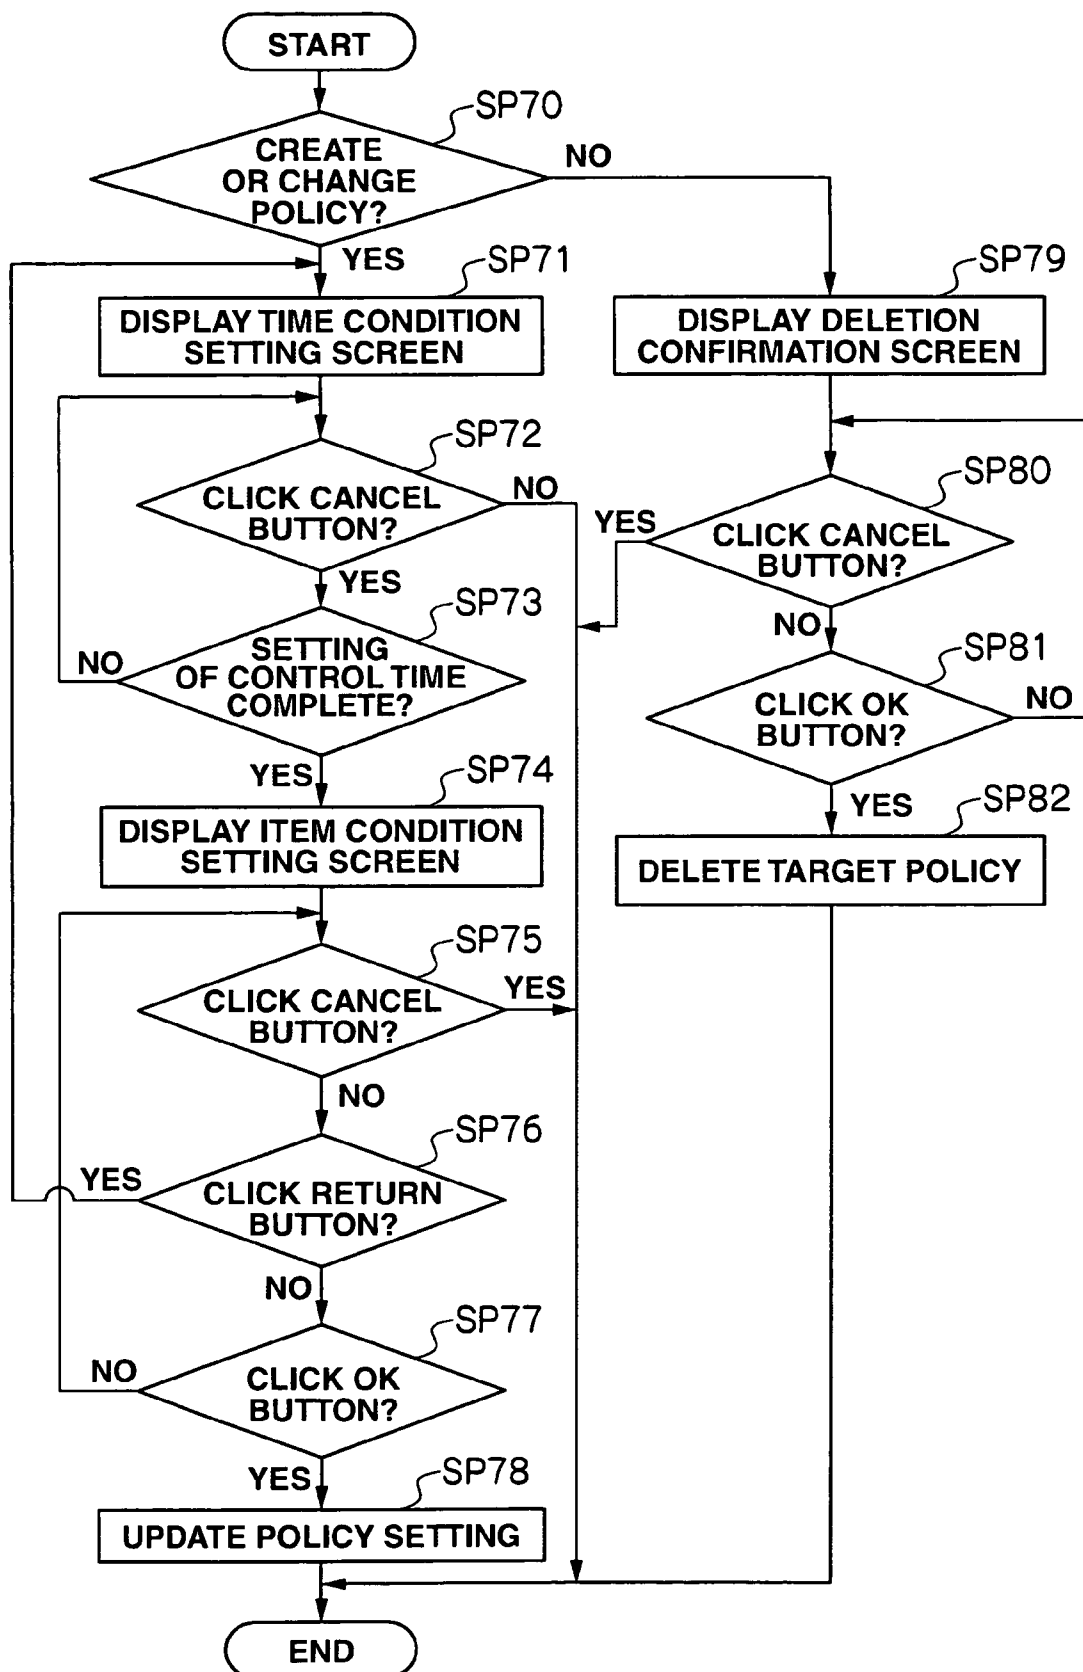 START
SP70
CREATE
OR CHANGE
POLICY?
NO
YES
SP71
DISPLAY TIME CONDITION
SETTING SCREEN
SP72
CLICK CANCEL
BUTTON?
NO
YES
SP73
SETTING
OF CONTROL TIME
COMPLETE?
NO
YES
SP74
DISPLAY ITEM CONDITION
SETTING SCREEN
SP75
CLICK CANCEL
BUTTON?
YES
NO
SP76
CLICK RETURN
BUTTON?
YES
NO
SP77
CLICK OK
BUTTON?
NO
YES
SP78
UPDATE POLICY SETTING
SP79
DISPLAY DELETION
CONFIRMATION SCREEN
SP80
CLICK CANCEL
BUTTON?
YES
NO
SP81
CLICK OK
BUTTON?
NO
YES
SP82
DELETE TARGET POLICY
END